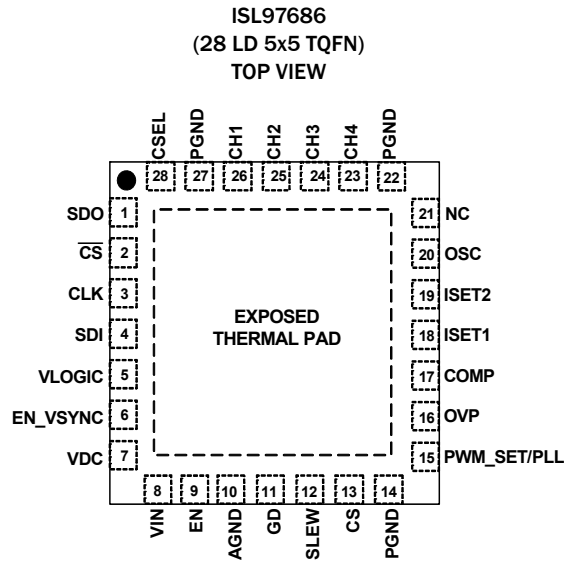 ISL97686
(28 LD 5x5 TQFN)
TOP VIEW
CSEL
PGND
CH1
CH2
CH3
CH4
PGND
28 27 26 25 24 23 22
SDO 1
C̅S̅ 2
CLK 3
SDI 4
VLOGIC 5
EN_VSYNC 6
VDC 7
EXPOSED
THERMAL PAD
21 NC
20 OSC
19 ISET2
18 ISET1
17 COMP
16 OVP
15 PWM_SET/PLL
8 9 10 11 12 13 14
VIN
EN
AGND
GD
SLEW
CS
PGND